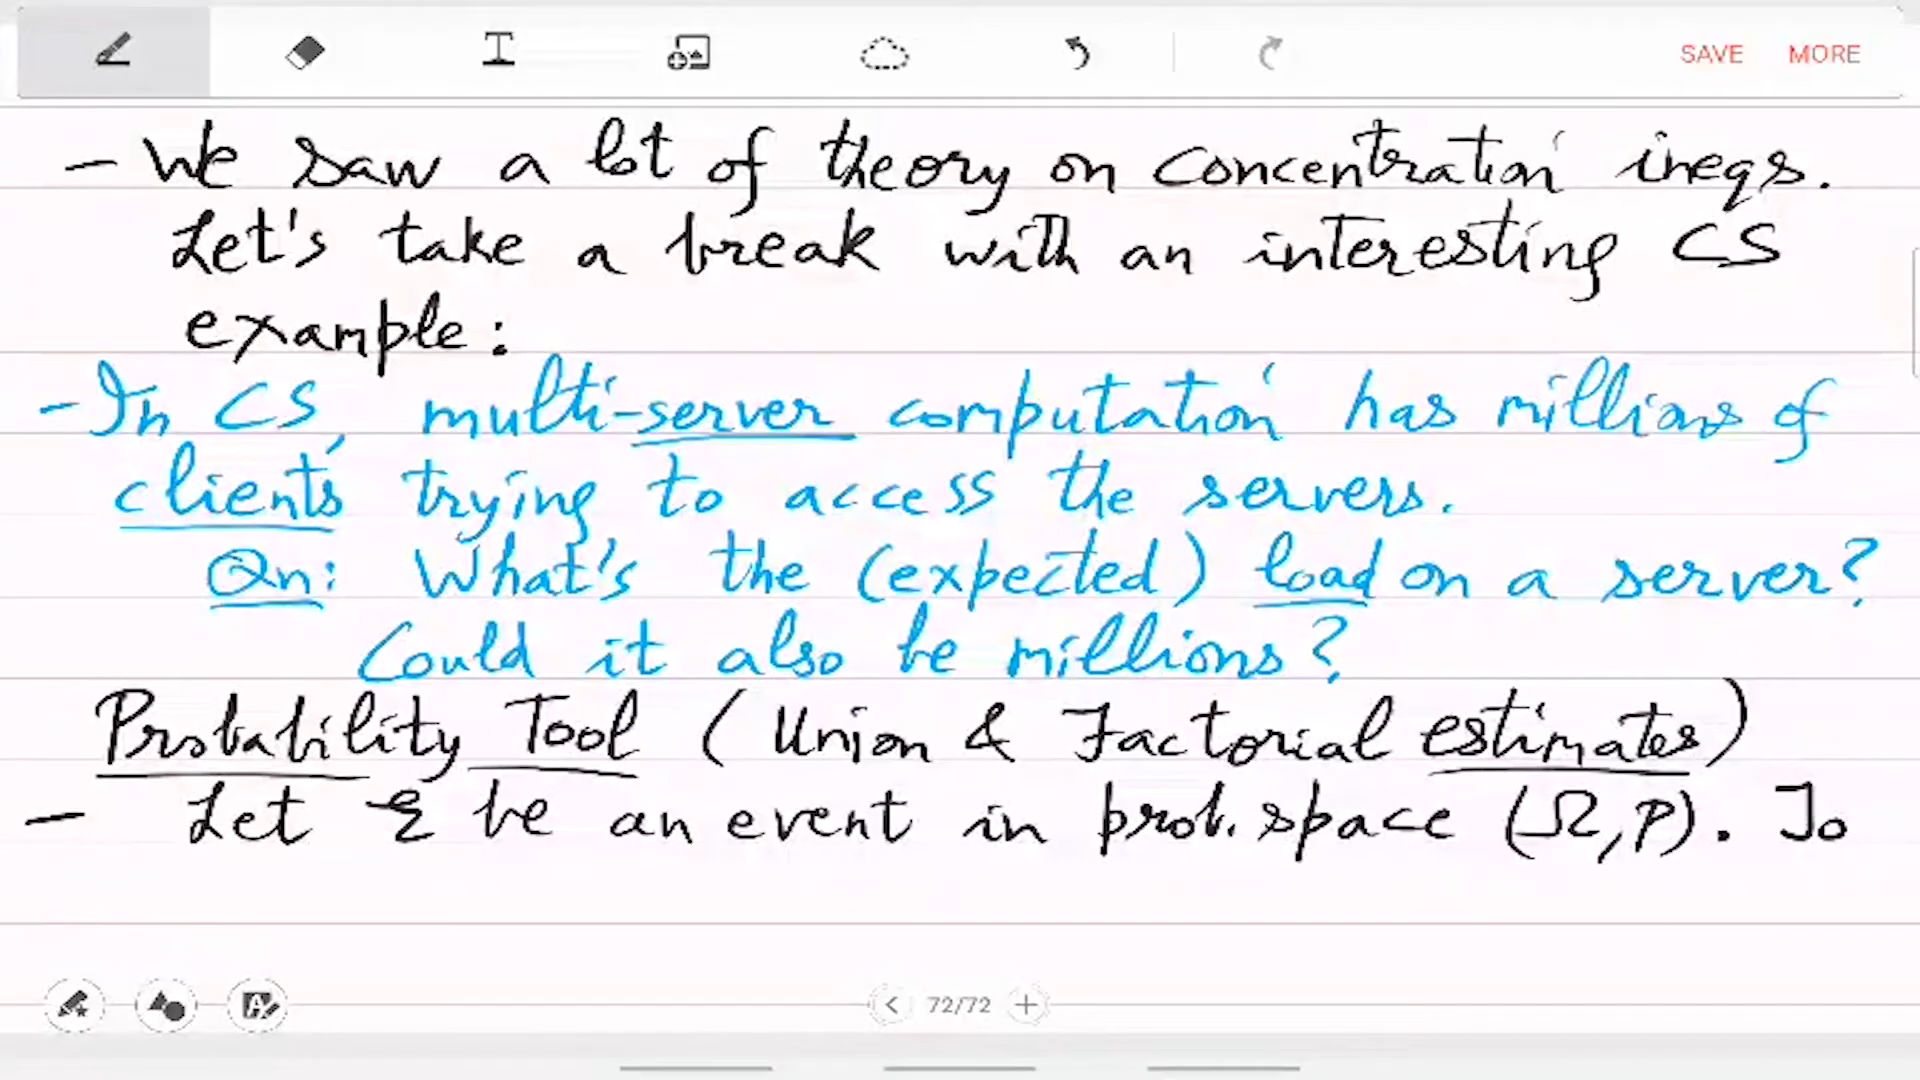 SAVE MORE
- We saw a lot of theory on concentration ineqs.
Let's take a break with an interesting CS
example:
- In CS, multi-server computation has millions of
clients trying to access the servers.
Qn: What's the (expected) load on a server?
Could it also be millions?
Probability Tool (Union & Factorial estimates)
- Let ℰ be an event in prob. space (Ω,P). To
72/72